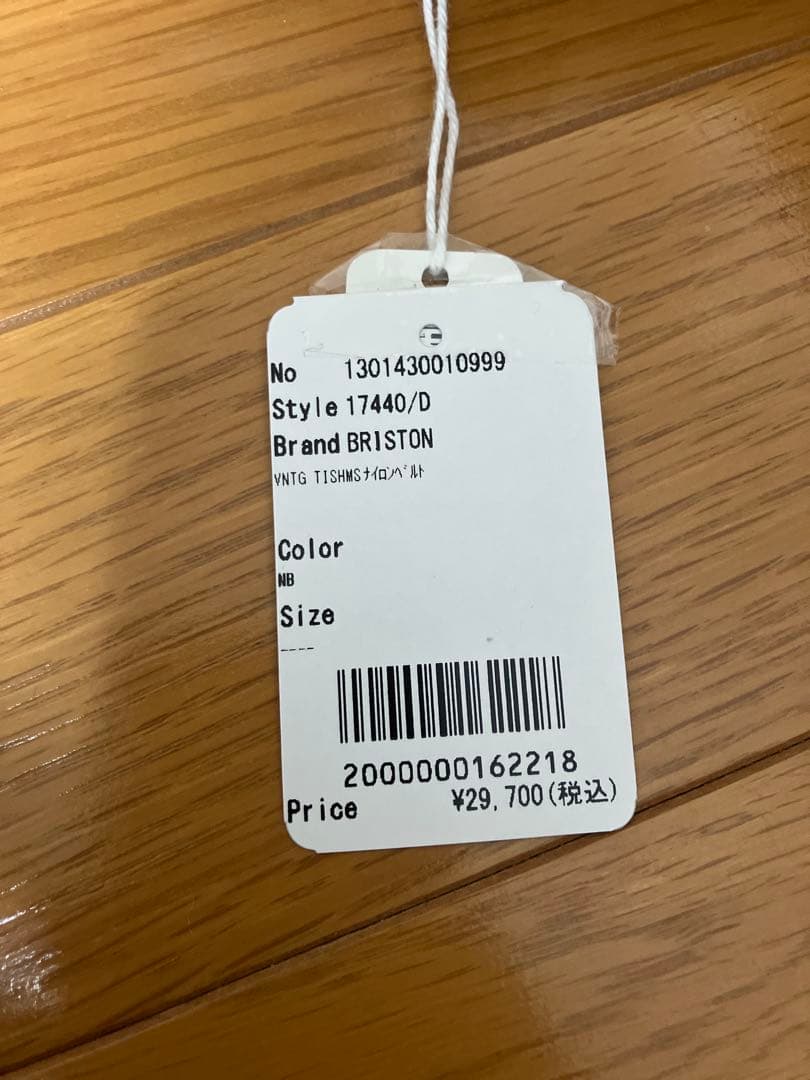 No 1301430010999
Style 17440/D
Brand BRISTON
VNTG TISHMSﾅｲﾛﾝﾍﾞﾙﾄ
Color
NB
Size
----
2000000162218
Price ¥29,700(税込)